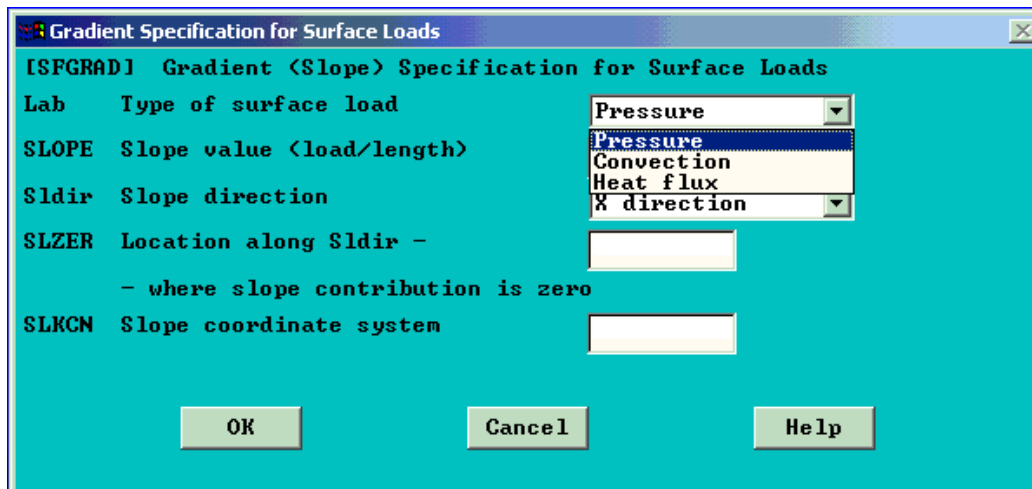 Gradient Specification for Surface Loads
[SFGRAD] Gradient (Slope) Specification for Surface Loads
Lab Type of surface load Pressure
Pressure
SLOPE Slope value (load/length)
Convection
Heat flux
Sldir Slope direction X direction
SLZER Location along Sldir -
- where slope contribution is zero
SLKCN Slope coordinate system
OK Cancel Help